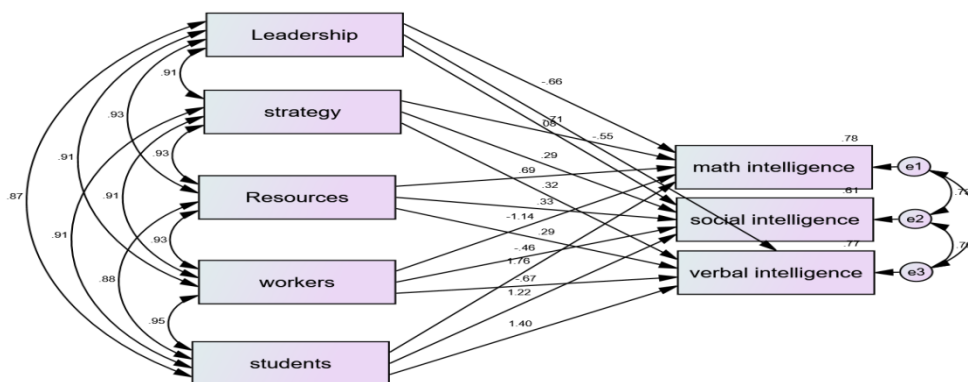 Leadership
-.66
.91
.71
.08
-.55
.93
strategy
.78
.29
math intelligence
e1
.91
.93
.69
.32
.87
Resources
.33
.61
.91
social intelligence
e2
-1.14
.29
.93
-.46
.77
.91
1.76
workers
-.67
verbal intelligence
e3
.88
1.22
.95
1.40
students